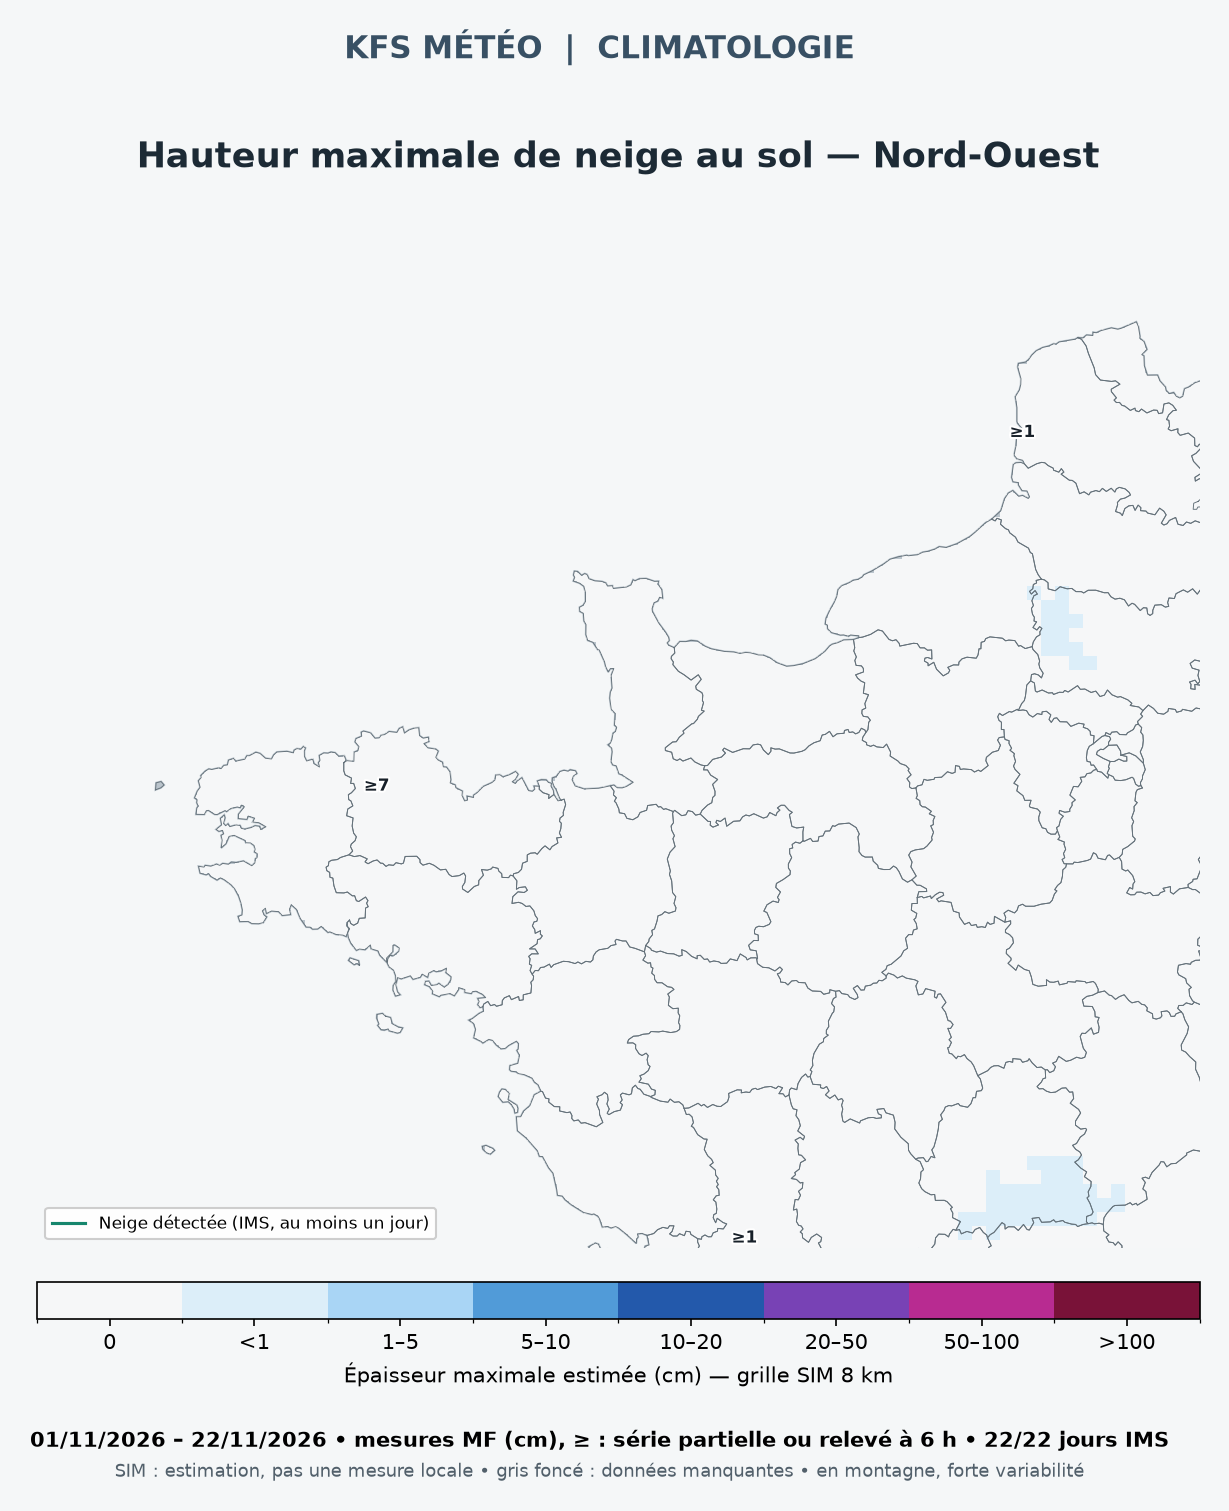 KFS MÉTÉO | CLIMATOLOGIE
Hauteur maximale de neige au sol — Nord-Ouest
≥1
≥7
Neige détectée (IMS, au moins un jour)
≥1
0 <1 1–5 5–10 10–20 20–50 50–100 >100
Épaisseur maximale estimée (cm) — grille SIM 8 km
01/11/2026 – 22/11/2026 • mesures MF (cm), ≥ : série partielle ou relevé à 6 h • 22/22 jours IMS
SIM : estimation, pas une mesure locale • gris foncé : données manquantes • en montagne, forte variabilité